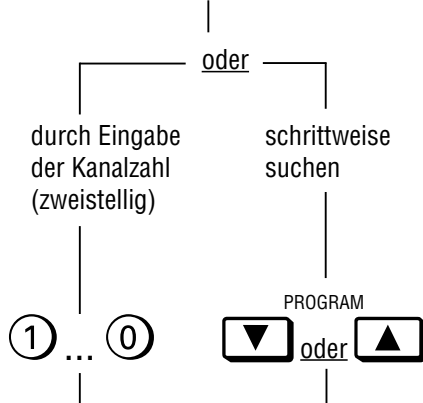 oder
durch Eingabe
der Kanalzahl
(zweistellig)
schrittweise
suchen
PROGRAM
1 ... 0
▼ oder ▲